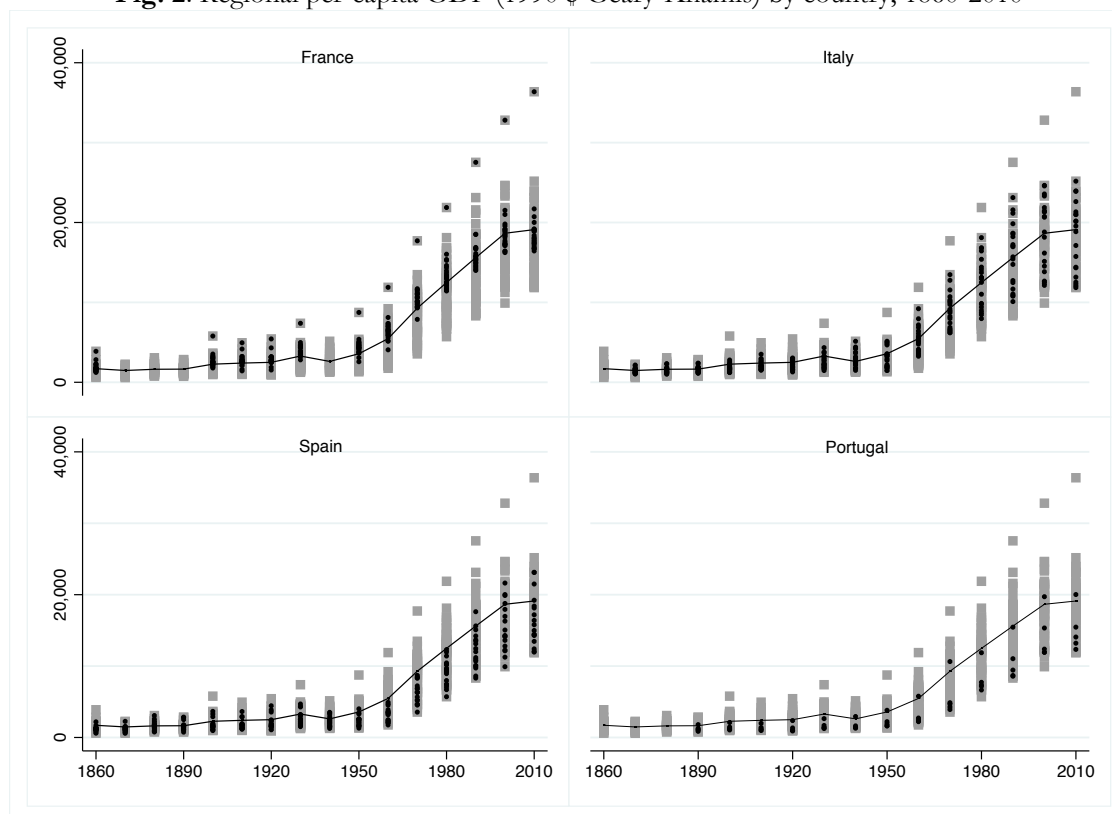 Fig. 2. Regional per capita GDP (1990 $ Geary-Khamis) by country, 1860-2010
France
Italy
40,000
20,000
0
Spain
Portugal
40,000
20,000
0
1860 1890 1920 1950 1980 2010
1860 1890 1920 1950 1980 2010